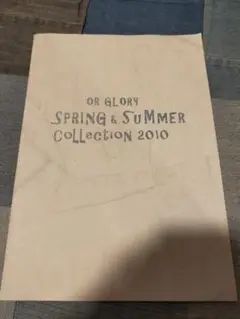 OR GLORY
SPRING & SUMMER
COLLECTION 2010